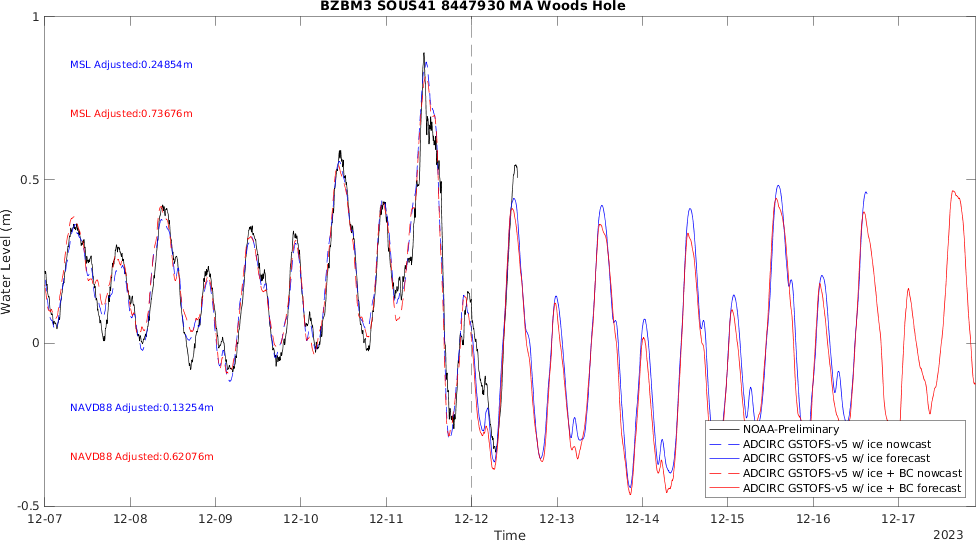 BZBM3 SOUS41 8447930 MA Woods Hole
1
0.5
0
-0.5
Water Level (m)
MSL Adjusted:0.24854m
MSL Adjusted:0.73676m
NAVD88 Adjusted:0.13254m
NAVD88 Adjusted:0.62076m
NOAA-Preliminary
ADCIRC GSTOFS-v5 w/ ice nowcast
ADCIRC GSTOFS-v5 w/ ice forecast
ADCIRC GSTOFS-v5 w/ ice + BC nowcast
ADCIRC GSTOFS-v5 w/ ice + BC forecast
12-07 12-08 12-09 12-10 12-11 12-12 12-13 12-14 12-15 12-16 12-17
Time
2023